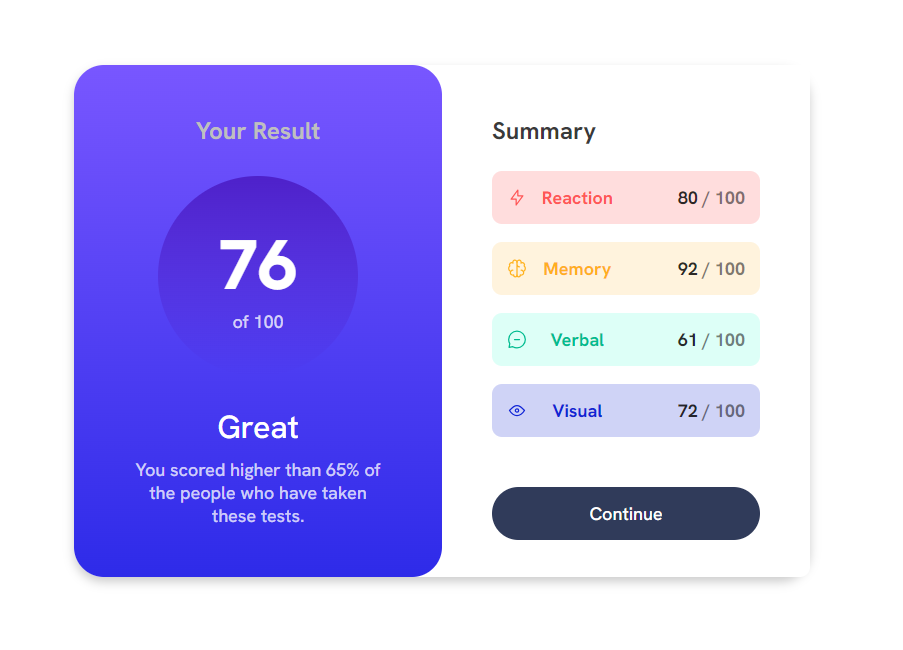 Your Result
76
of 100
Great
You scored higher than 65% of
the people who have taken
these tests.
Summary
Reaction 80 / 100
Memory 92 / 100
Verbal 61 / 100
Visual 72 / 100
Continue